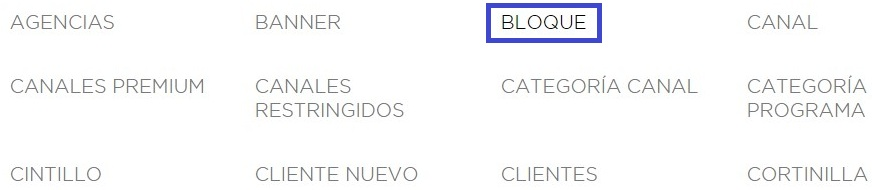 AGENCIAS BANNER BLOQUE CANAL
CANALES PREMIUM CANALES CATEGORÍA CANAL CATEGORÍA
RESTRINGIDOS PROGRAMA
CINTILLO CLIENTE NUEVO CLIENTES CORTINILLA